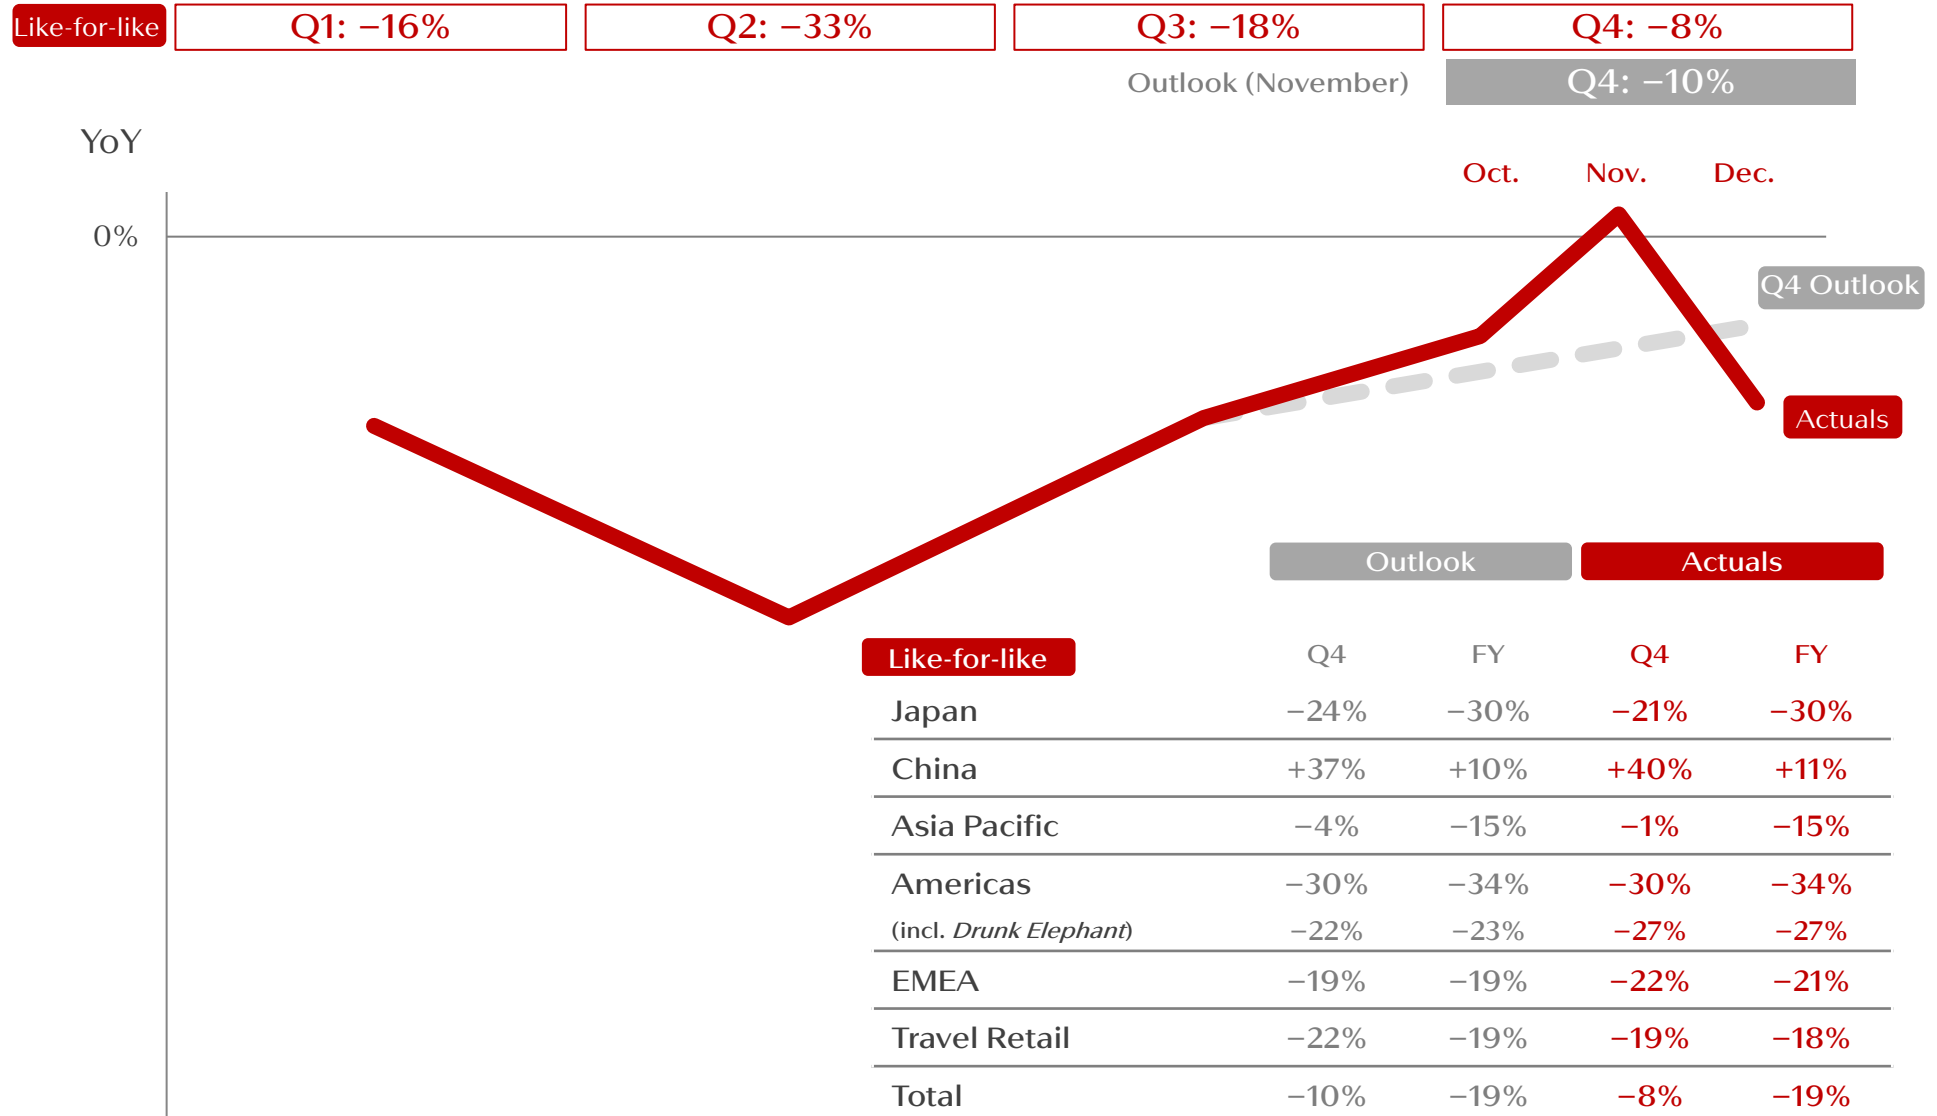 Like-for-like Q1: −16% Q2: −33% Q3: −18% Q4: −8%
Outlook (November) Q4: −10%
YoY
Oct. Nov. Dec.
0%
Q4 Outlook
Actuals
Outlook Actuals
Like-for-like Q4 FY Q4 FY
Japan −24% −30% −21% −30%
China +37% +10% +40% +11%
Asia Pacific −4% −15% −1% −15%
Americas −30% −34% −30% −34%
(incl. Drunk Elephant) −22% −23% −27% −27%
EMEA −19% −19% −22% −21%
Travel Retail −22% −19% −19% −18%
Total −10% −19% −8% −19%